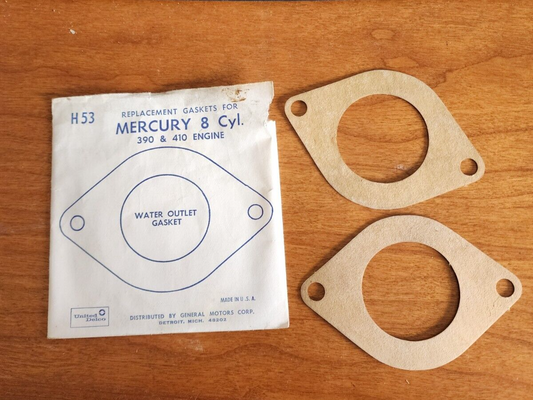 H53
REPLACEMENT GASKETS FOR
MERCURY 8 Cyl.
390 & 410 ENGINE
WATER OUTLET
GASKET
MADE IN U.S.A.
United
Delco
DISTRIBUTED BY GENERAL MOTORS CORP.
DETROIT, MICH. 48202